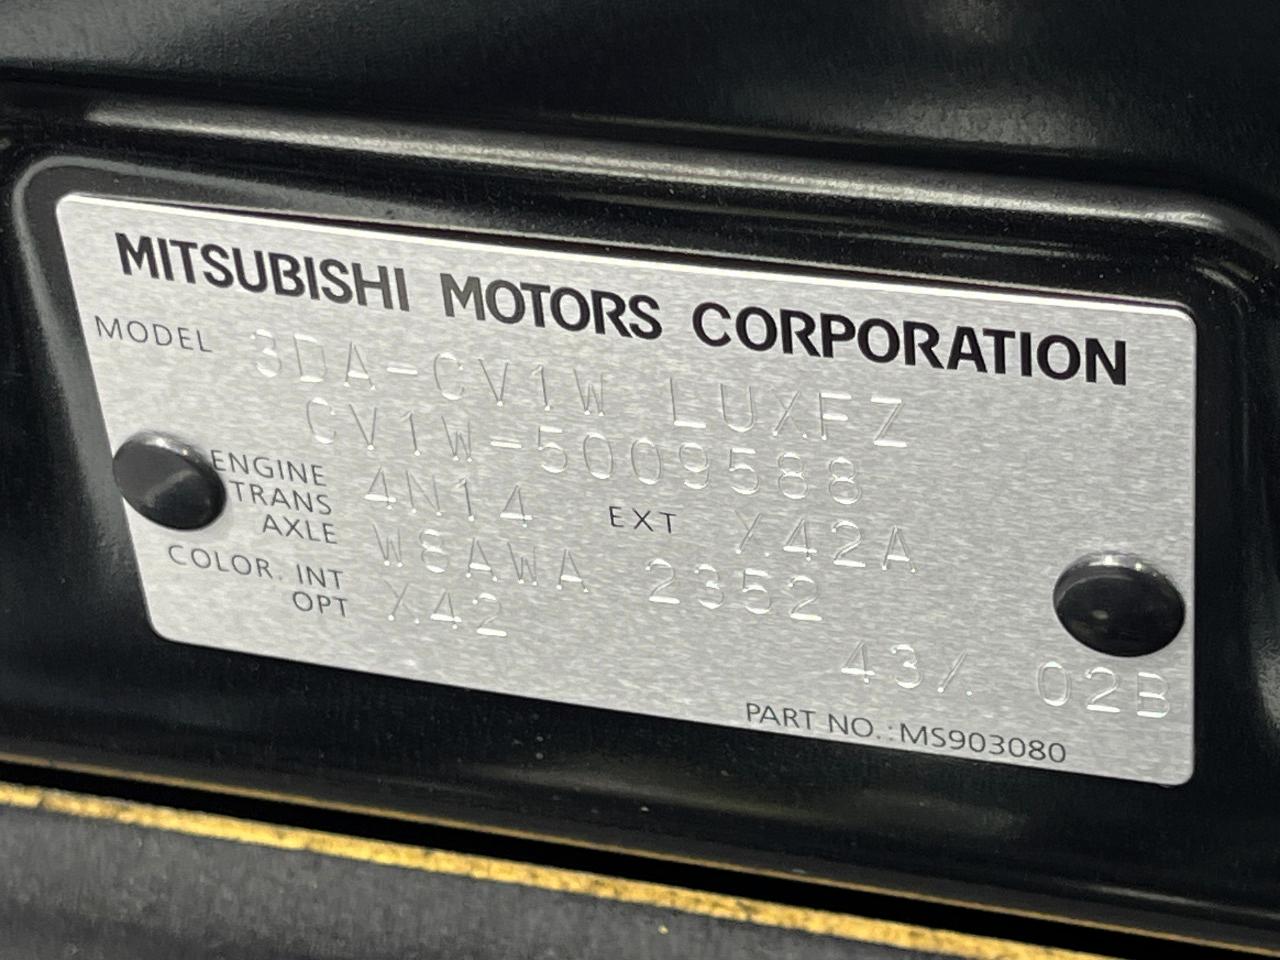 MITSUBISHI MOTORS CORPORATION
MODEL 3DA-CV1W LUXFZ
CV1W-5009588
ENGINE 4N14 EXT X42A
TRANS
AXLE W8AWA 2352
COLOR. INT X42
OPT
43/. 02B
PART NO.:MS903080